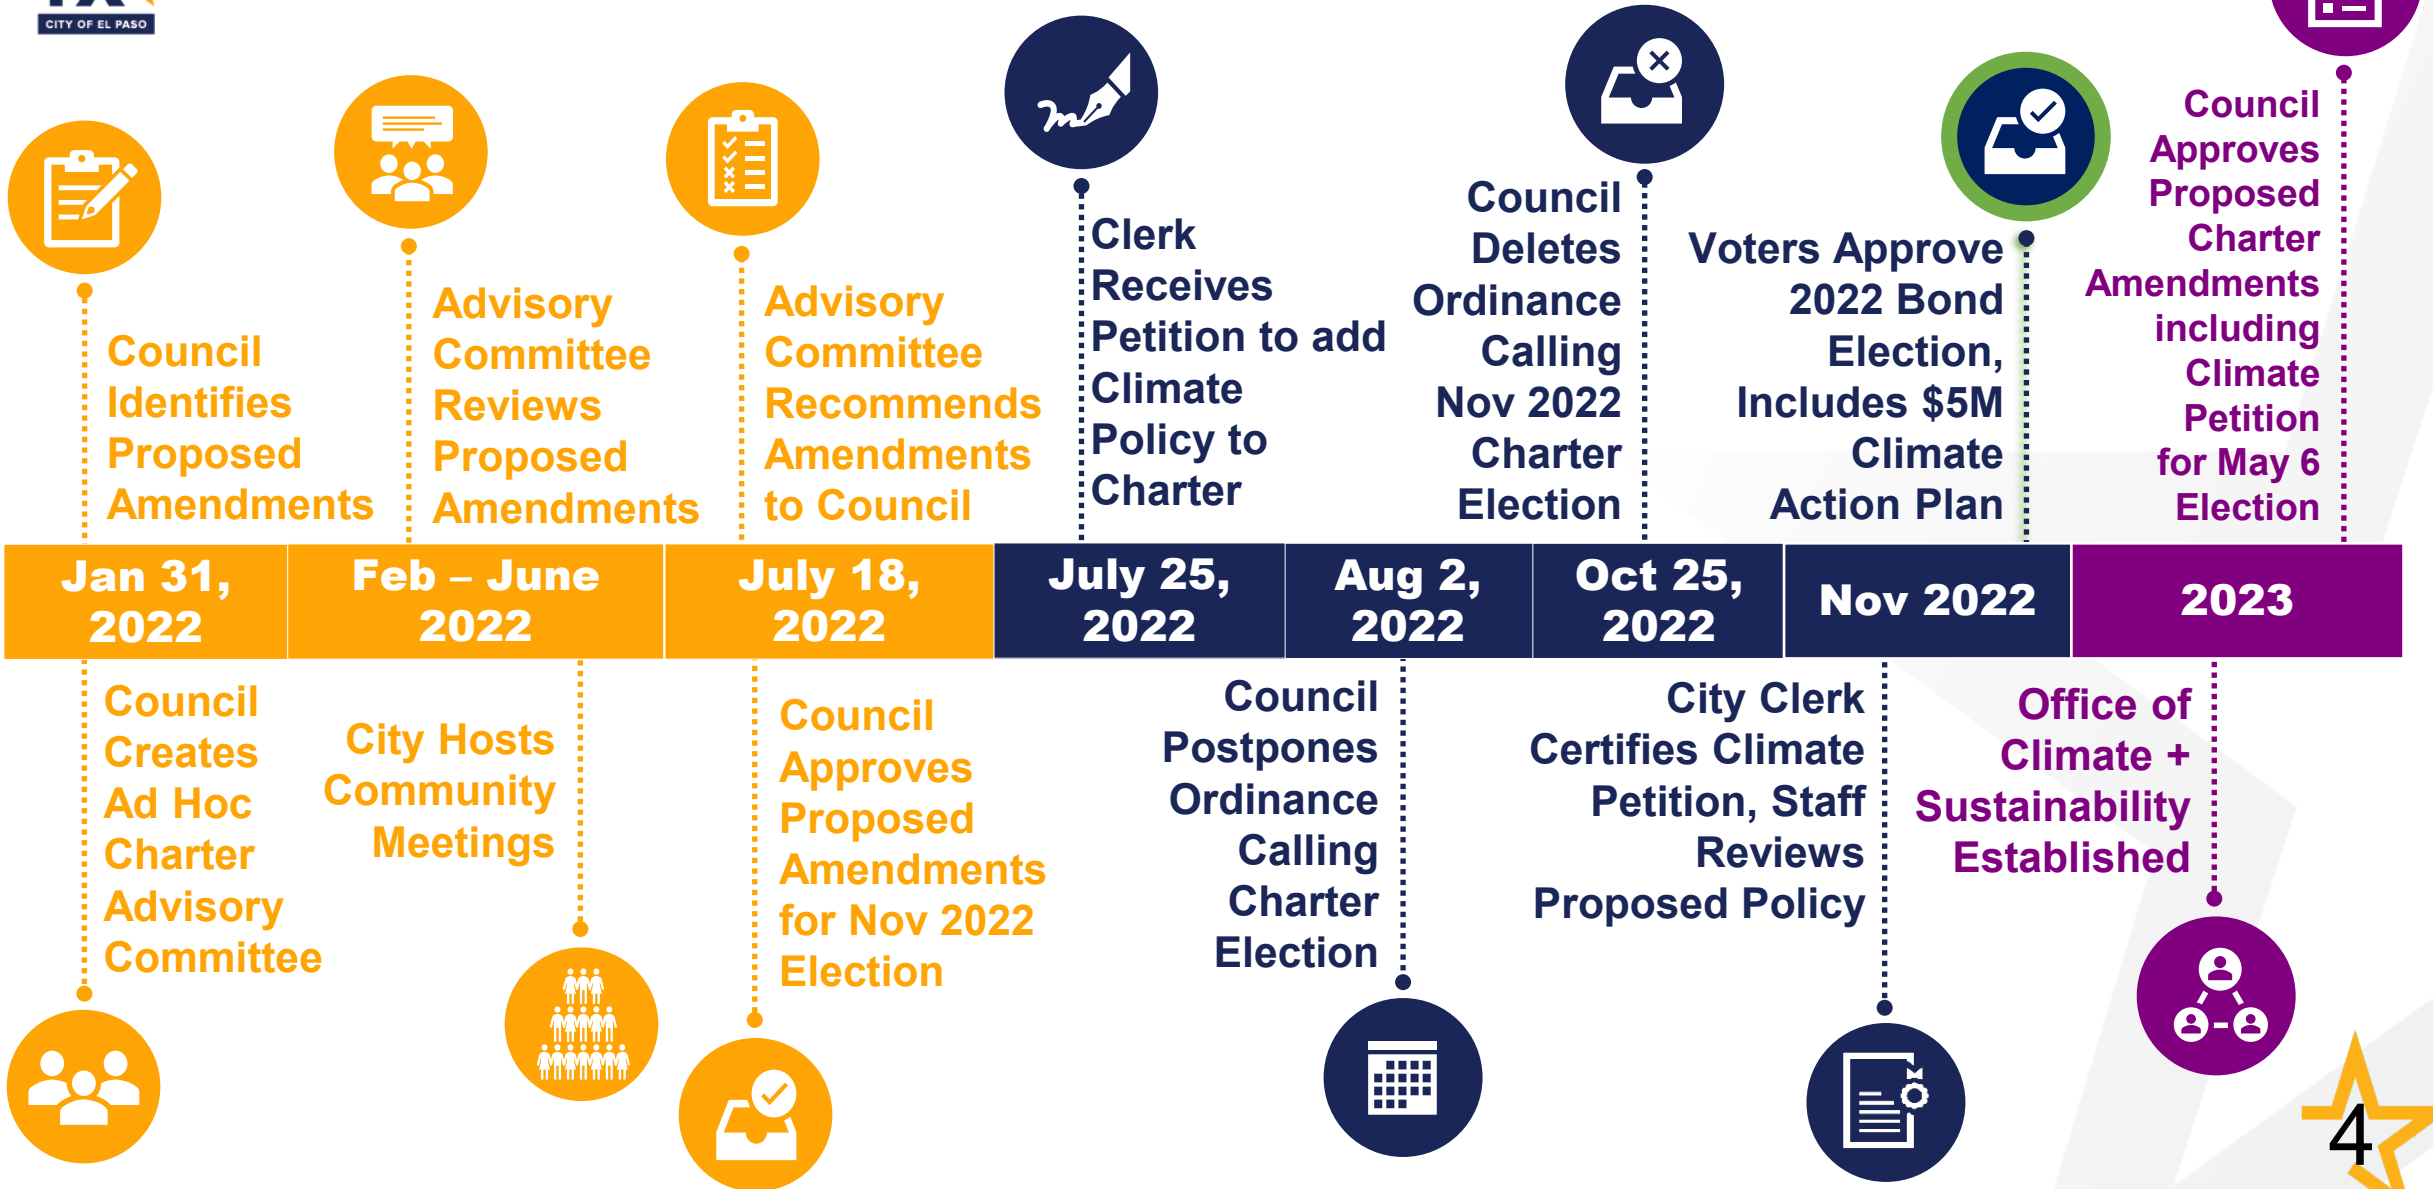 CITY OF EL PASO
Council
Identifies
Proposed
Amendments
Advisory
Committee
Reviews
Proposed
Amendments
Advisory
Committee
Recommends
Amendments
to Council
Clerk
Receives
Petition to add
Climate
Policy to
Charter
Council
Deletes
Ordinance
Calling
Nov 2022
Charter
Election
Voters Approve
2022 Bond
Election,
Includes $5M
Climate
Action Plan
Council
Approves
Proposed
Charter
Amendments
including
Climate
Petition
for May 6
Election
Jan 31,
2022
Feb – June
2022
July 18,
2022
July 25,
2022
Aug 2,
2022
Oct 25,
2022
Nov 2022
2023
Council
Creates
Ad Hoc
Charter
Advisory
Committee
City Hosts
Community
Meetings
Council
Approves
Proposed
Amendments
for Nov 2022
Election
Council
Postpones
Ordinance
Calling
Charter
Election
City Clerk
Certifies Climate
Petition, Staff
Reviews
Proposed Policy
Office of
Climate +
Sustainability
Established
4